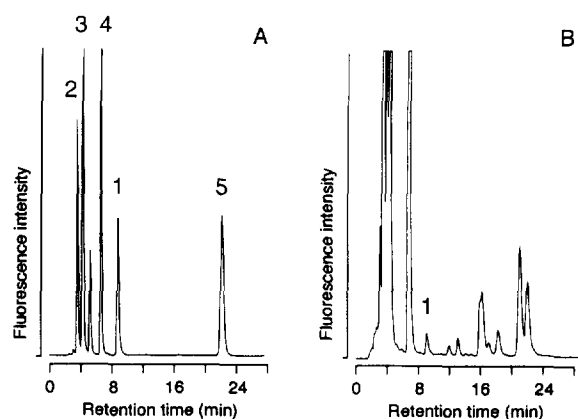 3 4 A
2
1 5
Fluorescence intensity
0 8 16 24
Retention time (min)
B
1
Fluorescence intensity
0 8 16 24
Retention time (min)